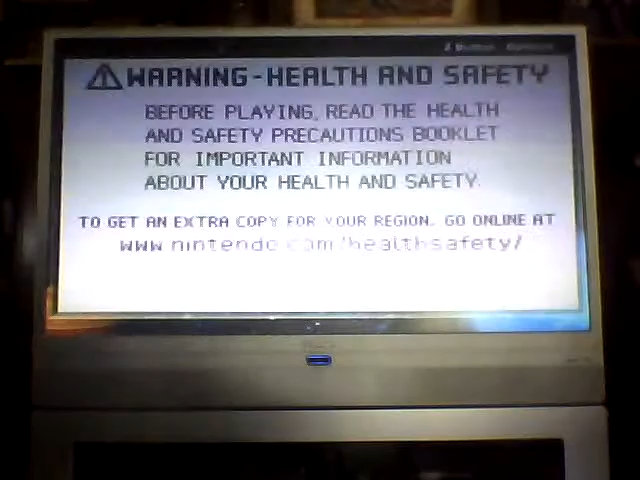 WARNING-HEALTH AND SAFETY
BEFORE PLAYING, READ THE HEALTH
AND SAFETY PRECAUTIONS BOOKLET
FOR IMPORTANT INFORMATION
ABOUT YOUR HEALTH AND SAFETY.
TO GET AN EXTRA COPY FOR YOUR REGION, GO ONLINE AT
www.nintendo.com/healthsafety/